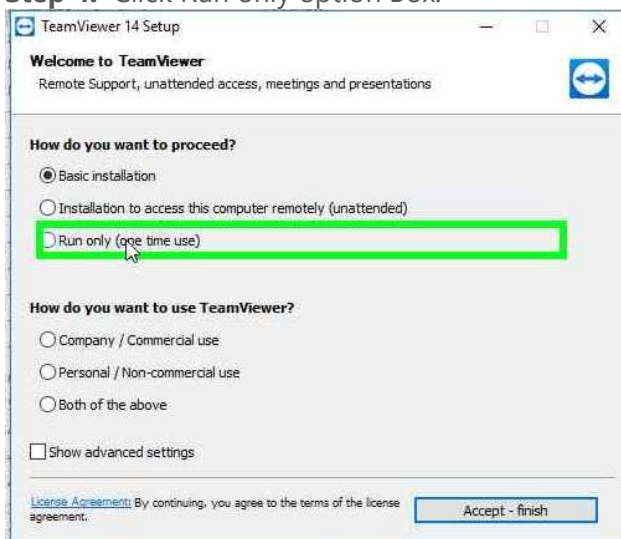 Step 4. Click Run only option Box.
TeamViewer 14 Setup
Welcome to TeamViewer
Remote Support, unattended access, meetings and presentations
How do you want to proceed?
Basic installation
Installation to access this computer remotely (unattended)
Run only (one time use)
How do you want to use TeamViewer?
Company / Commercial use
Personal / Non-commercial use
Both of the above
Show advanced settings
License Agreement: By continuing, you agree to the terms of the license
agreement.
Accept - finish